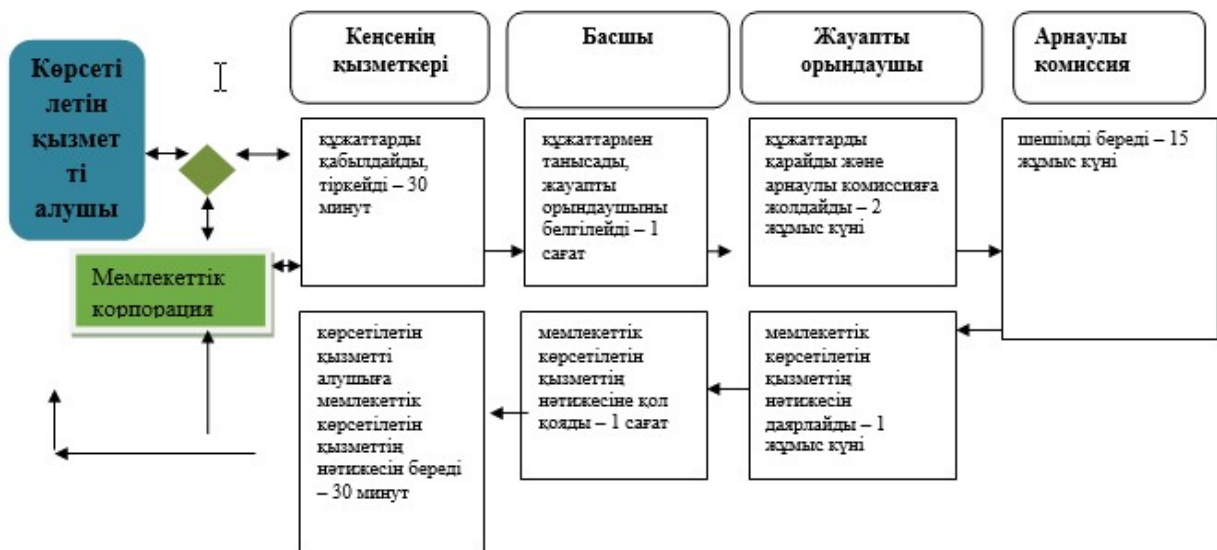 Көрсеті
летін
қызмет
ті
алушы
Мемлекеттік
корпорация
Кеңсенің
қызметкері
Басшы
Жауапты
орындаушы
Арнаулы
комиссия
құжаттарды
қабылдайды,
тіркейді – 30
минут
құжаттармен
танысады,
жауапты
орындаушыны
белгілейді – 1
сағат
құжаттарды
қарайды және
арнаулы комиссияға
жолдайды – 2
жұмыс күні
шешімді береді – 15
жұмыс күні
көрсетілетін
қызметті
алушыға
мемлекеттік
көрсетілетін
қызметтің
нәтижесін береді
– 30 минут
мемлекеттік
көрсетілетін
қызметтің
нәтижесіне қол
қояды – 1 сағат
мемлекеттік
көрсетілетін
қызметтің
нәтижесін
даярлайды – 1
жұмыс күні